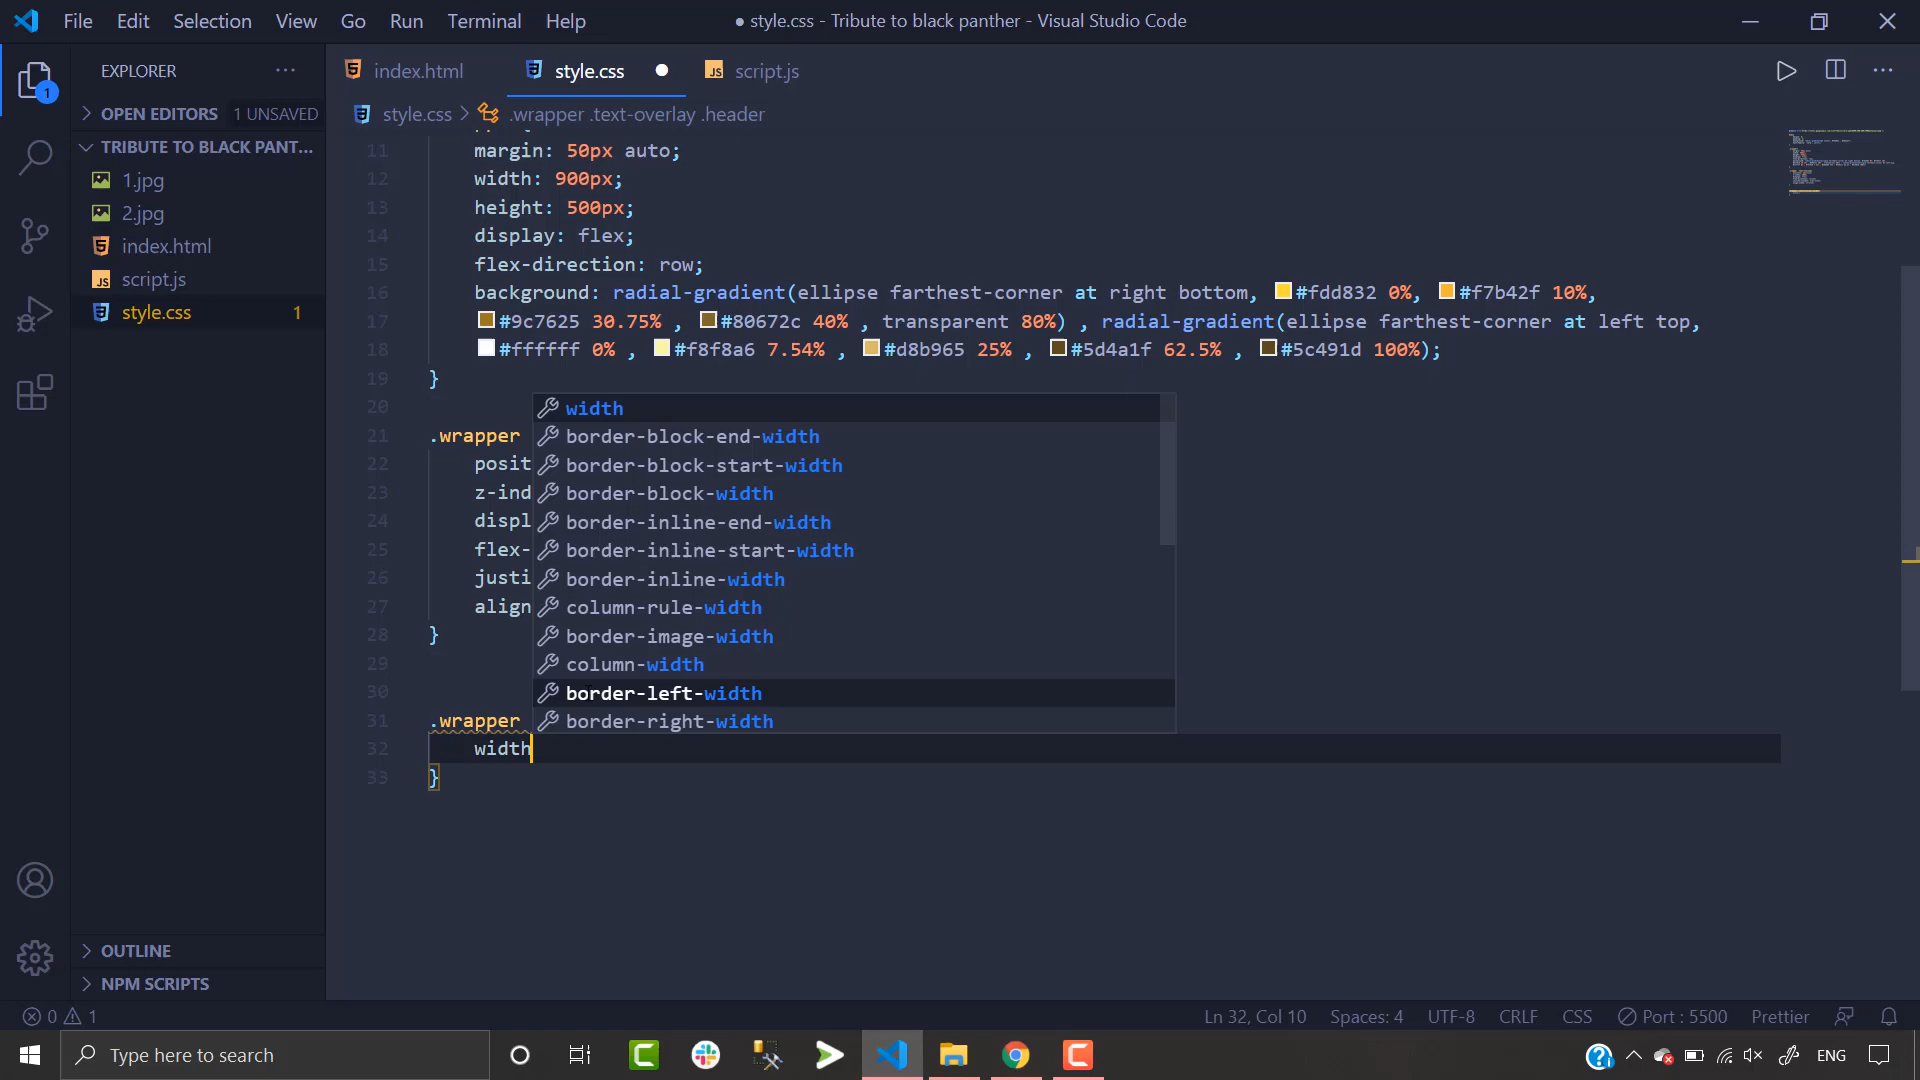 File Edit Selection View Go Run Terminal Help
● style.css - Tribute to black panther - Visual Studio Code
EXPLORER
OPEN EDITORS 1 UNSAVED
TRIBUTE TO BLACK PANT...
1.jpg
2.jpg
index.html
script.js
style.css 1
OUTLINE
NPM SCRIPTS
1
index.html style.css script.js
style.css > .wrapper .text-overlay .header
11 margin: 50px auto;
12 width: 900px;
13 height: 500px;
14 display: flex;
15 flex-direction: row;
16 background: radial-gradient(ellipse farthest-corner at right bottom, #fdd832 0%, #f7b42f 10%,
17 #9c7625 30.75% , #80672c 40% , transparent 80%) , radial-gradient(ellipse farthest-corner at left top,
18 #ffffff 0% , #f8f8a6 7.54% , #d8b965 25% , #5d4a1f 62.5% , #5c491d 100%);
19 }
20
21 .wrapper
22 posit
23 z-ind
24 displ
25 flex-
26 justi
27 align
28 }
29
30
31 .wrapper
32 width
33 }
width
border-block-end-width
border-block-start-width
border-block-width
border-inline-end-width
border-inline-start-width
border-inline-width
column-rule-width
border-image-width
column-width
border-left-width
border-right-width
0 1
Ln 32, Col 10 Spaces: 4 UTF-8 CRLF CSS Port : 5500 Prettier
Type here to search
ENG